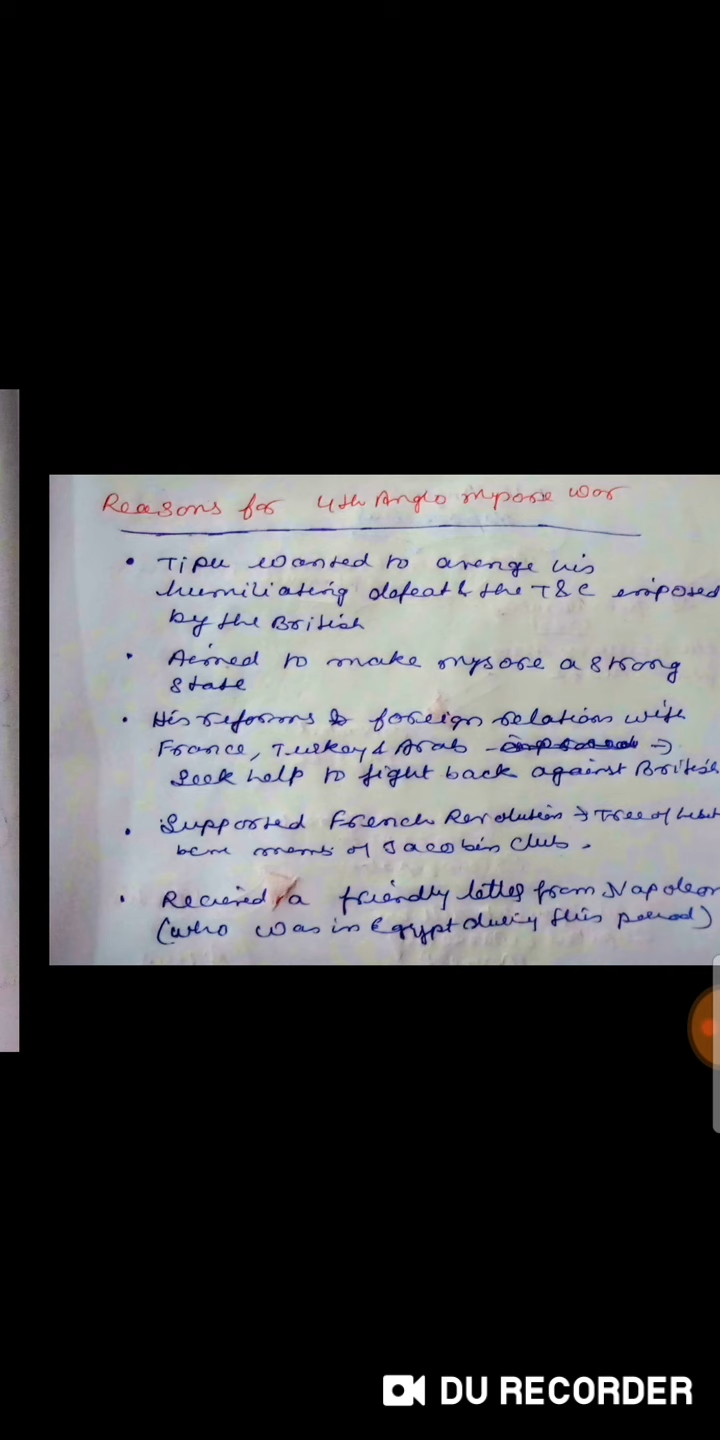 Reasons for 4th Anglo mysore war
• Tipu wanted to avenge his
humiliating defeat & the T&C imposed
by the British
• Aimed to make mysore a strong
state
• His reforms & foreign relations with
France, Turkey & Arab →
Seek help to fight back against British
• Supported French Revolution → Tree of
of Jacobin Club.
• Recieved a friendly letter from Napoleon
(who was in Egypt during this period)
DU RECORDER